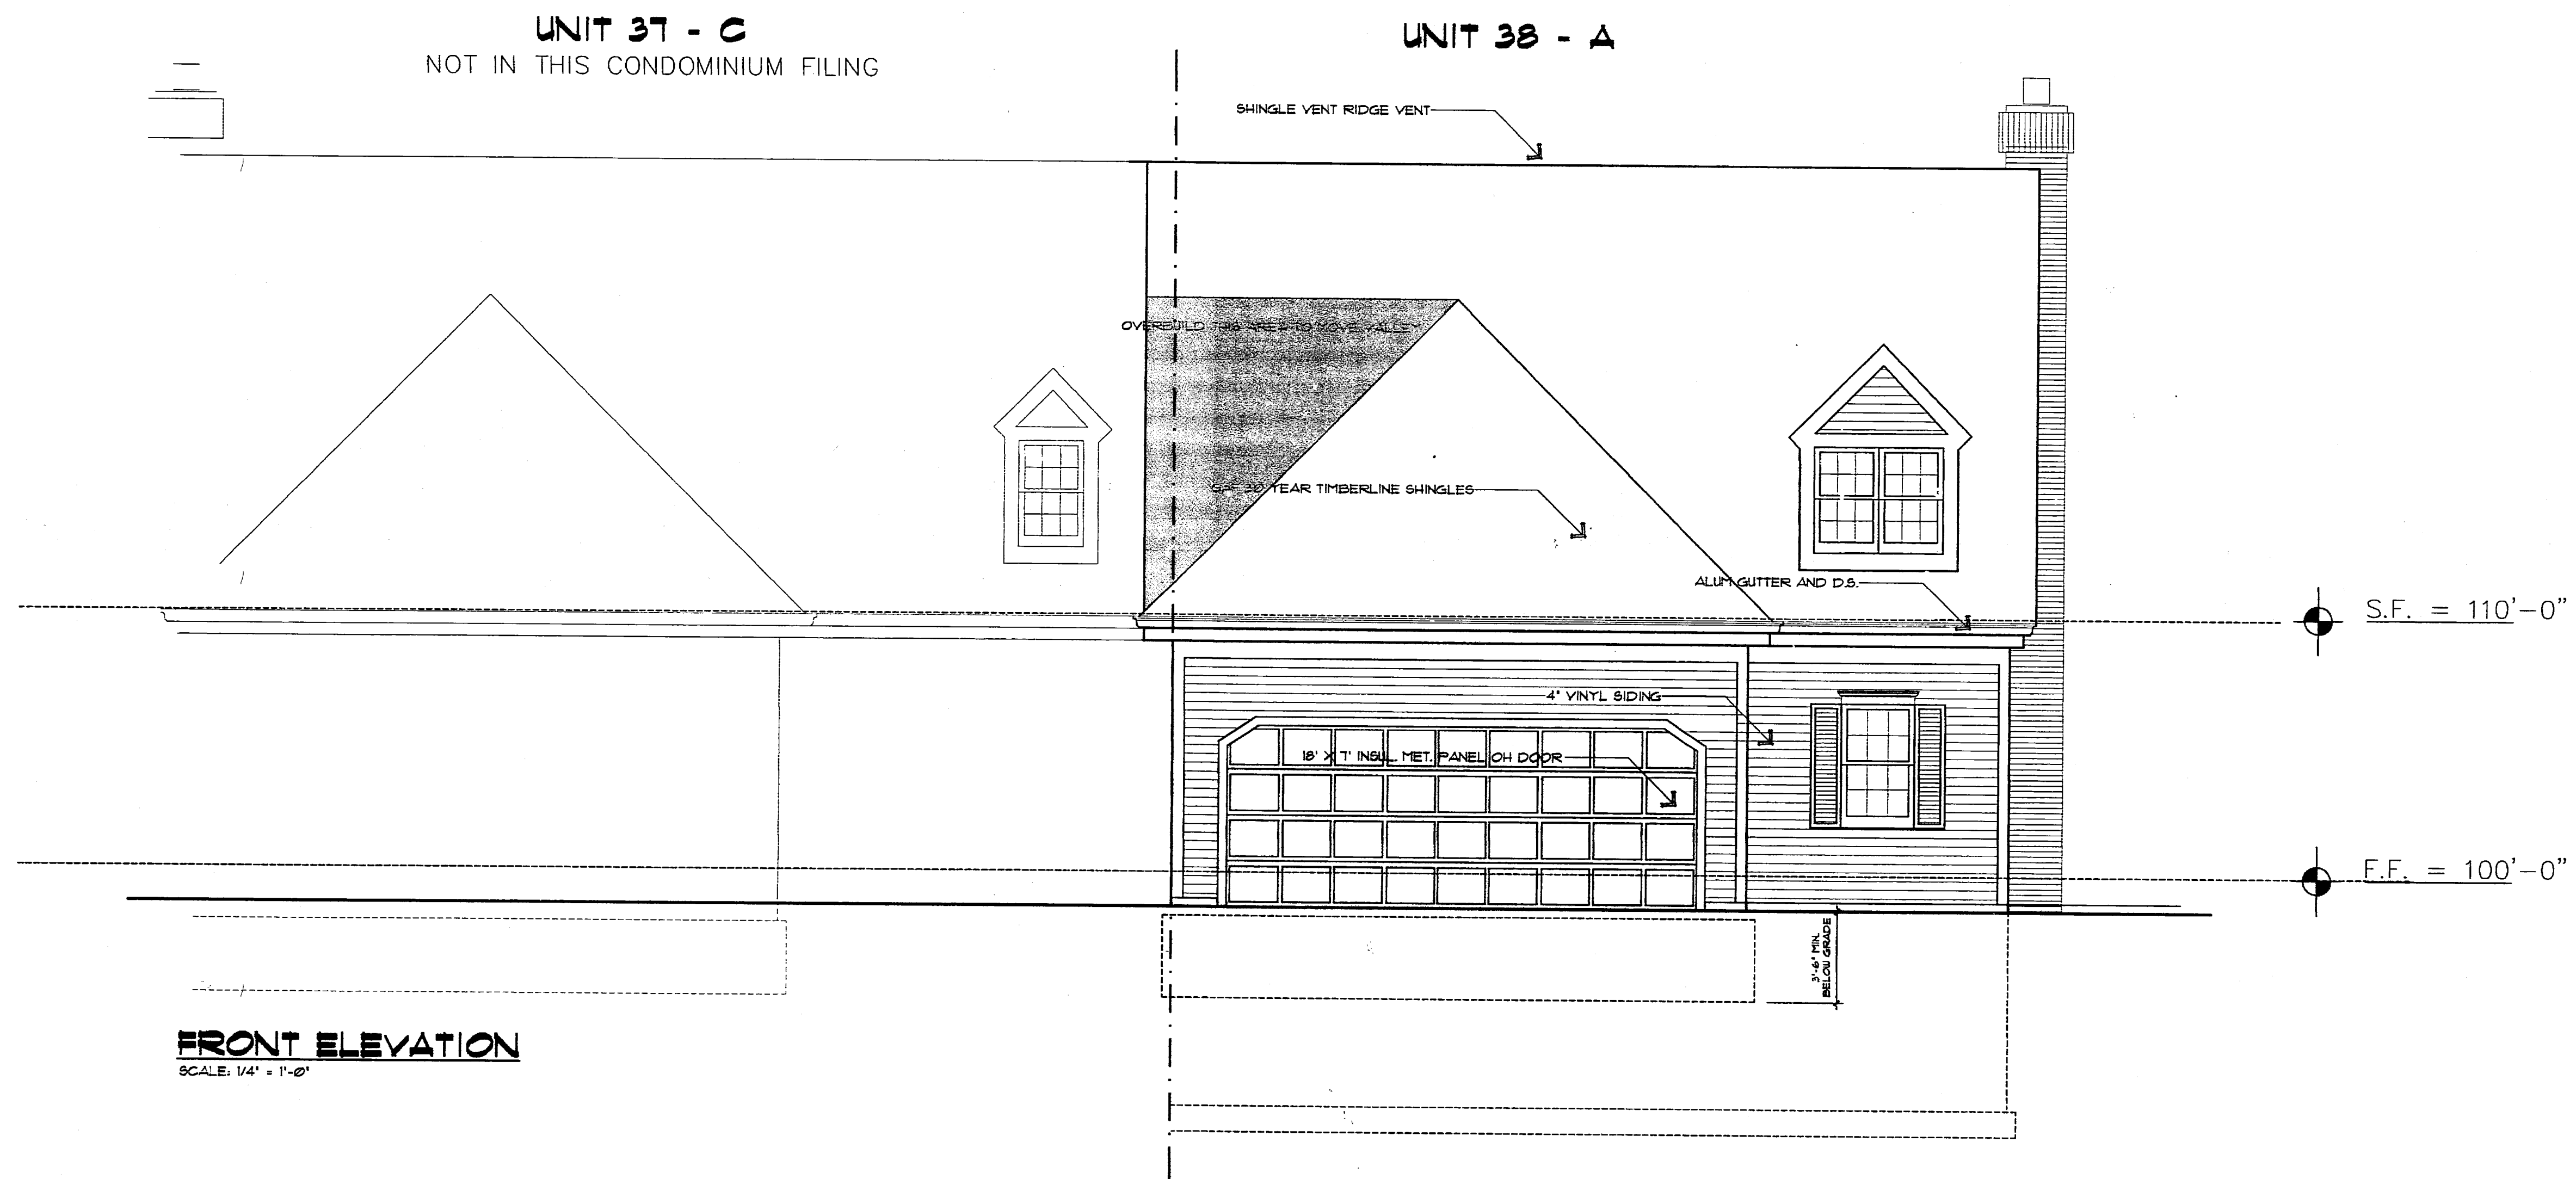 UNIT 37 - C
NOT IN THIS CONDOMINIUM FILING
UNIT 38 - A
SHINGLE VENT RIDGE VENT
OVERBUILD THIS AREA TO MOVE VALLEY
GAF 30 YEAR TIMBERLINE SHINGLES
ALUM GUTTER AND D.S.
S.F. = 110'-0"
4" VINYL SIDING
18' X 7' INSUL. MET. PANEL OH DOOR
F.F. = 100'-0"
3'-6" MIN.
BELOW GRADE
FRONT ELEVATION
SCALE: 1/4" = 1'-0"